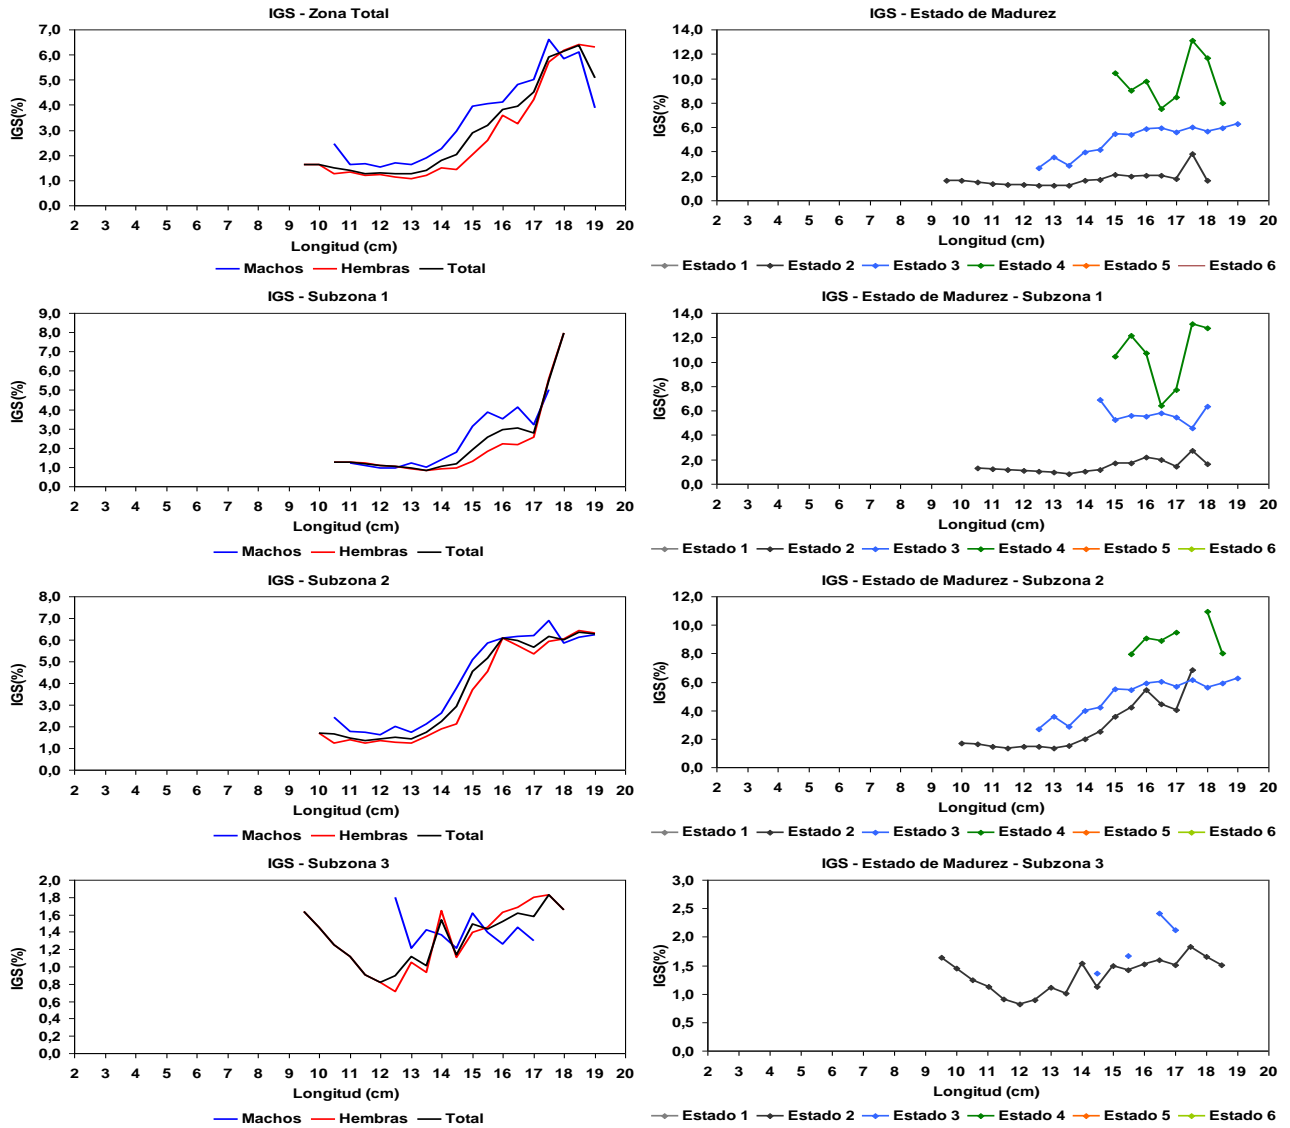 IGS - Zona Total
7,0
6,0
5,0
4,0
3,0
2,0
1,0
0,0
IGS(%)
2 3 4 5 6 7 8 9 10 11 12 13 14 15 16 17 18 19 20
Longitud (cm)
Machos Hembras Total
IGS - Estado de Madurez
14,0
12,0
10,0
8,0
6,0
4,0
2,0
0,0
IGS(%)
2 3 4 5 6 7 8 9 10 11 12 13 14 15 16 17 18 19 20
Longitud (cm)
Estado 1 Estado 2 Estado 3 Estado 4 Estado 5 Estado 6
IGS - Subzona 1
9,0
8,0
7,0
6,0
5,0
4,0
3,0
2,0
1,0
0,0
IGS(%)
2 3 4 5 6 7 8 9 10 11 12 13 14 15 16 17 18 19 20
Longitud (cm)
Machos Hembras Total
IGS - Estado de Madurez - Subzona 1
14,0
12,0
10,0
8,0
6,0
4,0
2,0
0,0
IGS(%)
2 3 4 5 6 7 8 9 10 11 12 13 14 15 16 17 18 19 20
Longitud (cm)
Estado 1 Estado 2 Estado 3 Estado 4 Estado 5 Estado 6
IGS - Subzona 2
8,0
7,0
6,0
5,0
4,0
3,0
2,0
1,0
0,0
IGS(%)
2 3 4 5 6 7 8 9 10 11 12 13 14 15 16 17 18 19 20
Longitud (cm)
Machos Hembras Total
IGS - Estado de Madurez - Subzona 2
12,0
10,0
8,0
6,0
4,0
2,0
0,0
IGS(%)
2 3 4 5 6 7 8 9 10 11 12 13 14 15 16 17 18 19 20
Longitud (cm)
Estado 1 Estado 2 Estado 3 Estado 4 Estado 5 Estado 6
IGS - Subzona 3
2,0
1,8
1,6
1,4
1,2
1,0
0,8
0,6
0,4
0,2
0,0
IGS(%)
2 3 4 5 6 7 8 9 10 11 12 13 14 15 16 17 18 19 20
Longitud (cm)
Machos Hembras Total
IGS - Estado de Madurez - Subzona 3
3,0
2,5
2,0
1,5
1,0
0,5
0,0
IGS(%)
2 3 4 5 6 7 8 9 10 11 12 13 14 15 16 17 18 19 20
Longitud (cm)
Estado 1 Estado 2 Estado 3 Estado 4 Estado 5 Estado 6